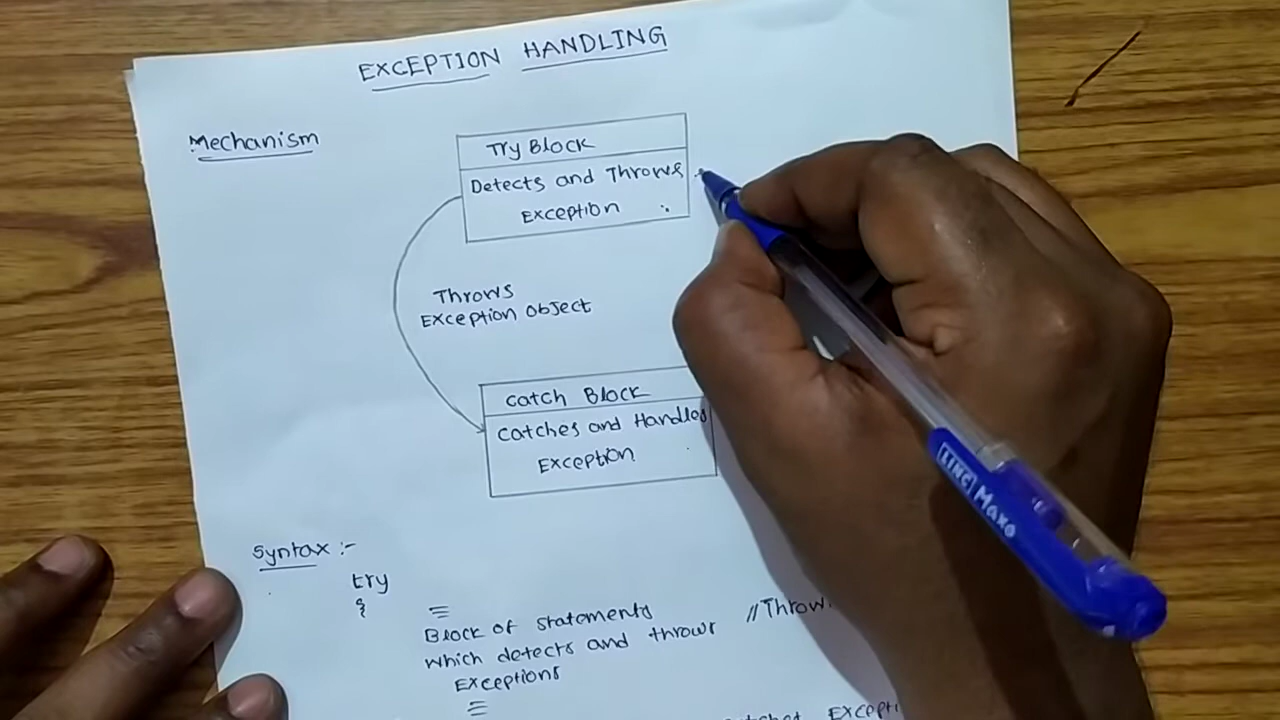 EXCEPTION HANDLING
Mechanism
Try Block
Detects and Throws
Exception
Throws
Exception Object
Catch Block
Catches and Handles
Exception
Syntax :-
try
{
Block of statements
which detects and throws
Exceptions
//Throw
Excepti
LINC Maxo